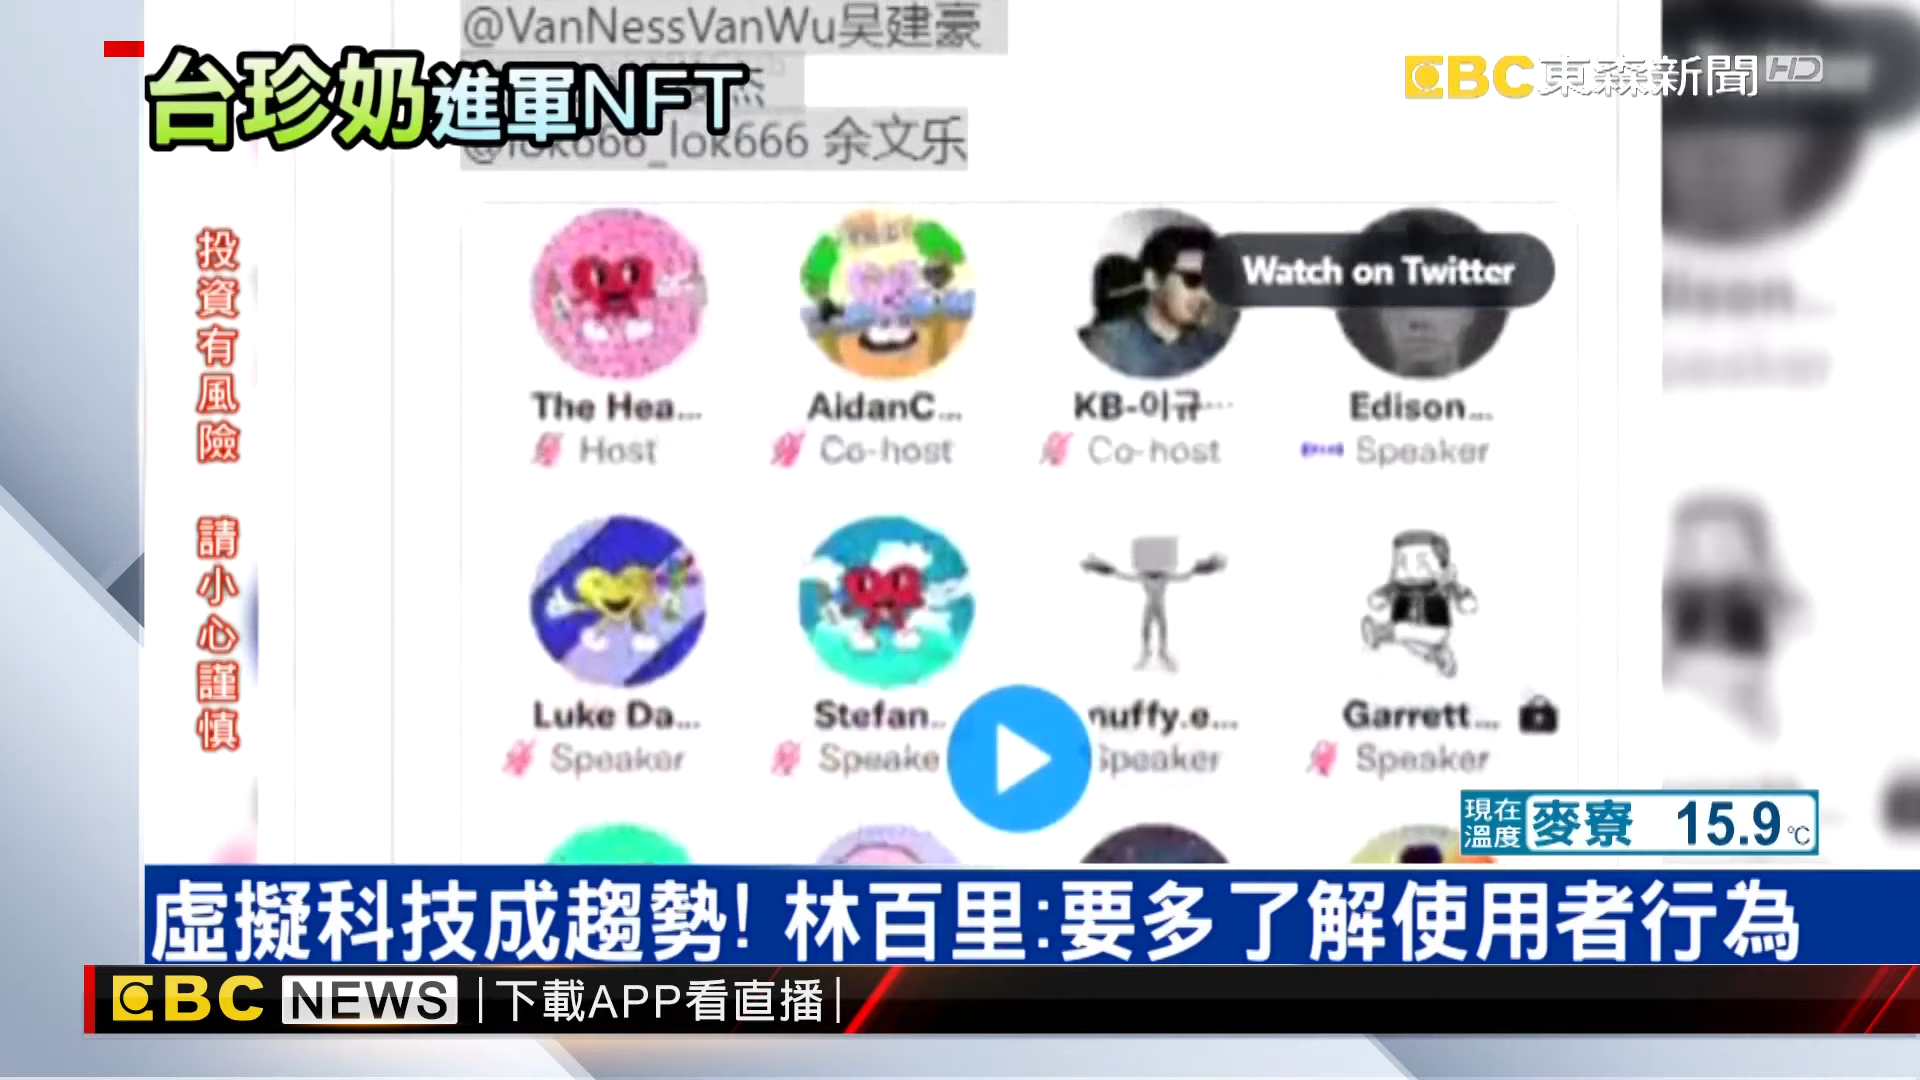 @VanNessVanWu吴建豪
台珍奶進軍NFT
@lok666_lok666 余文乐
EBC東森新聞HD
投資有風險 請小心謹慎
Watch on Twitter
The Hea...
AidanC...
KB-이규...
Edison...
Host
Co-host
Co-host
Speaker
Luke Da...
Stefan..
nuffy.e...
Garrett...
Speaker
Speake
Speaker
Speaker
現在溫度 麥寮 15.9℃
虛擬科技成趨勢! 林百里:要多了解使用者行為
EBC NEWS |下載APP看直播|